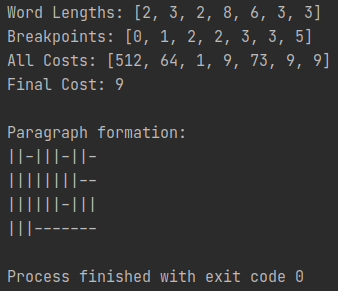 Word Lengths: [2, 3, 2, 8, 6, 3, 3]
Breakpoints: [0, 1, 2, 2, 3, 3, 5]
All Costs: [512, 64, 1, 9, 73, 9, 9]
Final Cost: 9
Paragraph formation:
||-|||-||-
||||||||--
||||||-|||
|||-------
Process finished with exit code 0